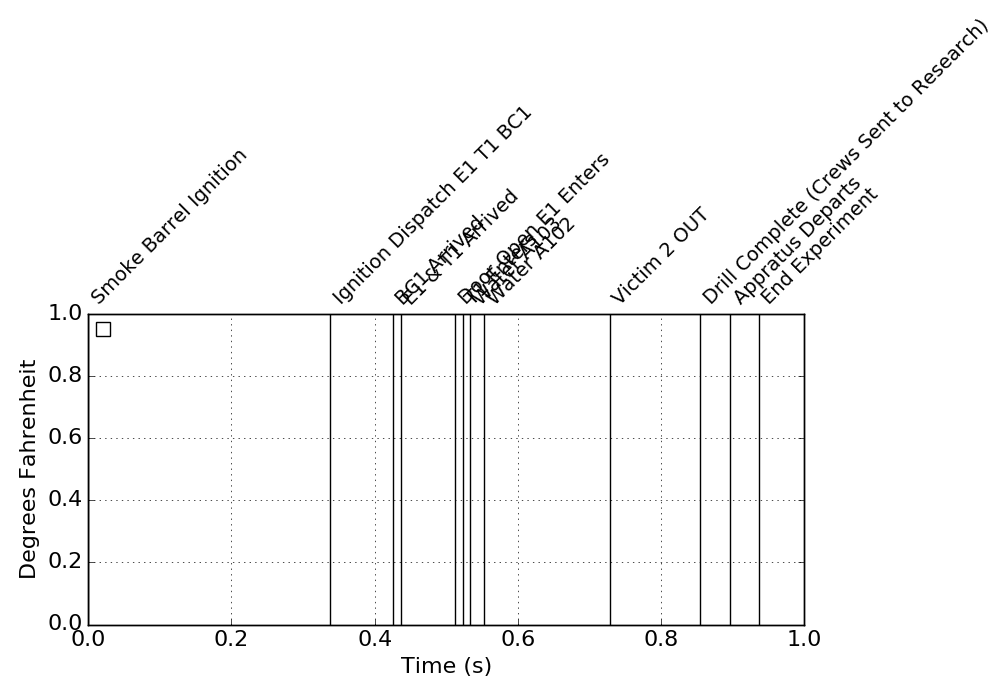 Smoke Barrel Ignition
Ignition Dispatch E1 T1 BC1
BC1 Arrived
E1 & T1 Arrived
Door Open E1 Enters
Water A102
Victim 2 OUT
Drill Complete (Crews Sent to Research)
Appratus Departs
End Experiment
1.0
0.8
0.6
0.4
0.2
0.0
Degrees Fahrenheit
0.0 0.2 0.4 0.6 0.8 1.0
Time (s)